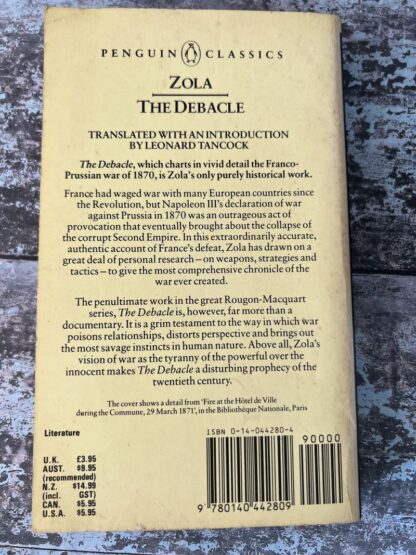 PENGUIN CLASSICS
ZOLA
THE DEBACLE
TRANSLATED WITH AN INTRODUCTION
BY LEONARD TANCOCK
The Debacle, which charts in vivid detail the Franco-
Prussian war of 1870, is Zola's only purely historical work.
France had waged war with many European countries since
the Revolution, but Napoleon III's declaration of war
against Prussia in 1870 was an outrageous act of
provocation that eventually brought about the collapse of
the corrupt Second Empire. In this extraordinarily accurate,
authentic account of France's defeat, Zola has drawn on a
great deal of personal research – on weapons, strategies and
tactics – to give the most comprehensive chronicle of the
war ever created.
The penultimate work in the great Rougon-Macquart
series, The Debacle is, however, far more than a
documentary. It is a grim testament to the way in which war
poisons relationships, distorts perspective and brings out
the most savage instincts in human nature. Above all, Zola's
vision of war as the tyranny of the powerful over the
innocent makes The Debacle a disturbing prophecy of the
twentieth century.
The cover shows a detail from 'Fire at the Hôtel de Ville
during the Commune, 29 March 1871', in the Bibliothèque Nationale, Paris
Literature
U.K. £3.95
AUST. $9.95
(recommended)
N.Z. $14.99
(incl. GST)
CAN. $5.95
U.S.A. $5.95
ISBN 0-14-044280-4
90000
9 780140 442809